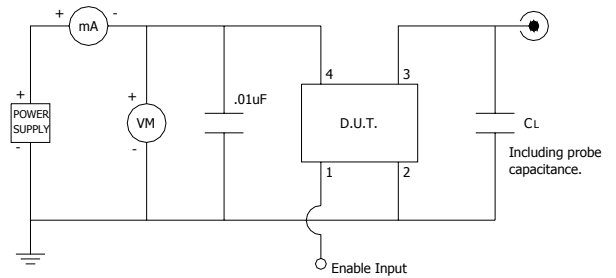 + mA -
4
3
+
POWER
SUPPLY
-
+
VM
-
.01uF
D.U.T.
CL
Including probe
capacitance.
1
2
Enable Input